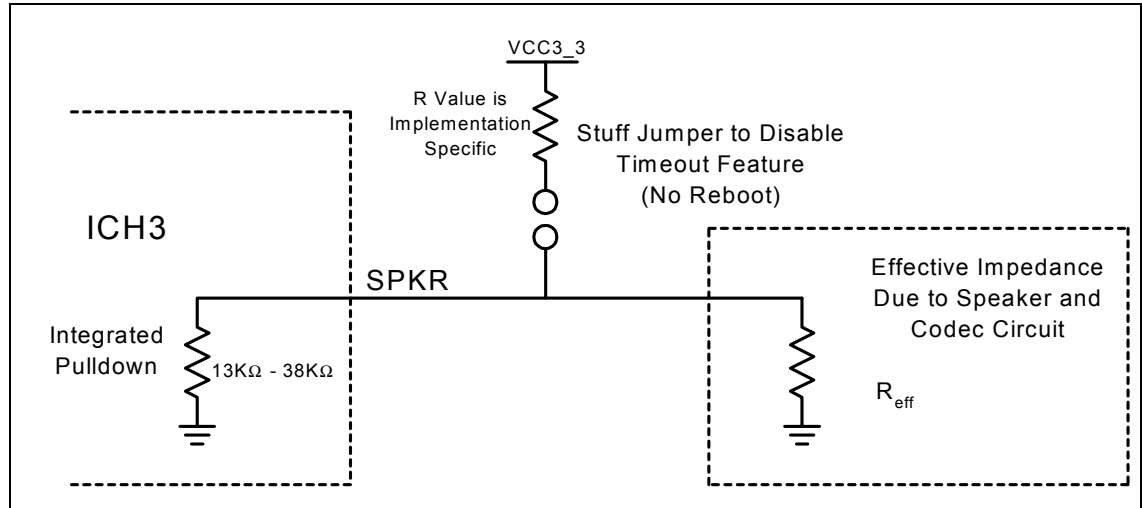 VCC3_3
R Value is
Implementation
Specific
Stuff Jumper to Disable
Timeout Feature
(No Reboot)
ICH3
SPKR
Effective Impedance
Due to Speaker and
Codec Circuit
Integrated
Pulldown
13KΩ - 38KΩ
Reff